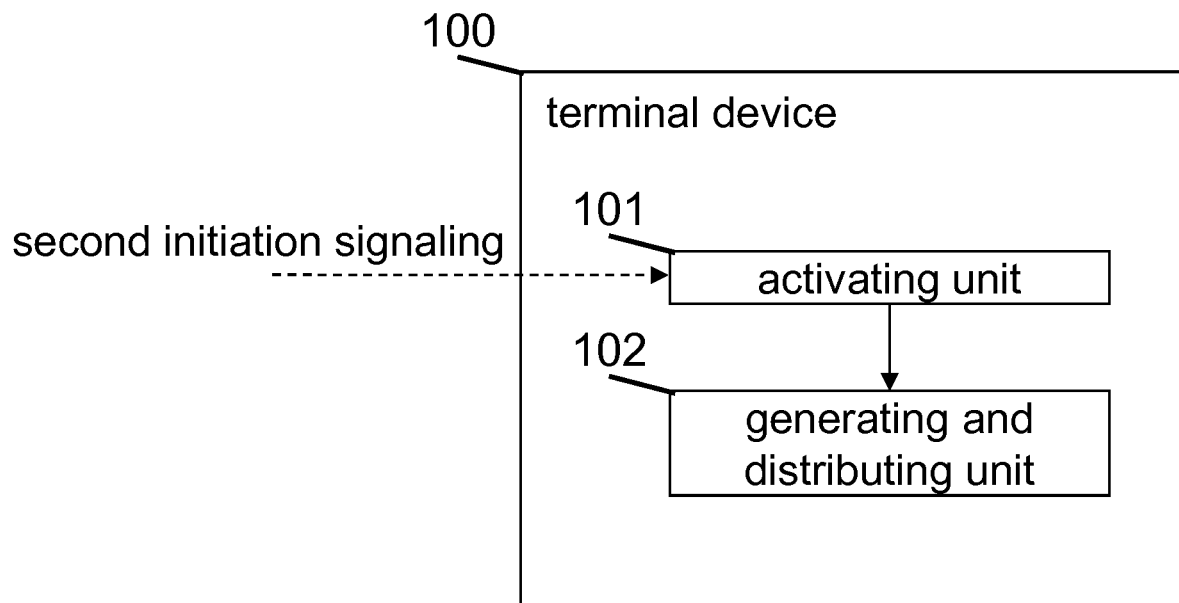 100
terminal device
101
second initiation signaling
activating unit
102
generating and
distributing unit